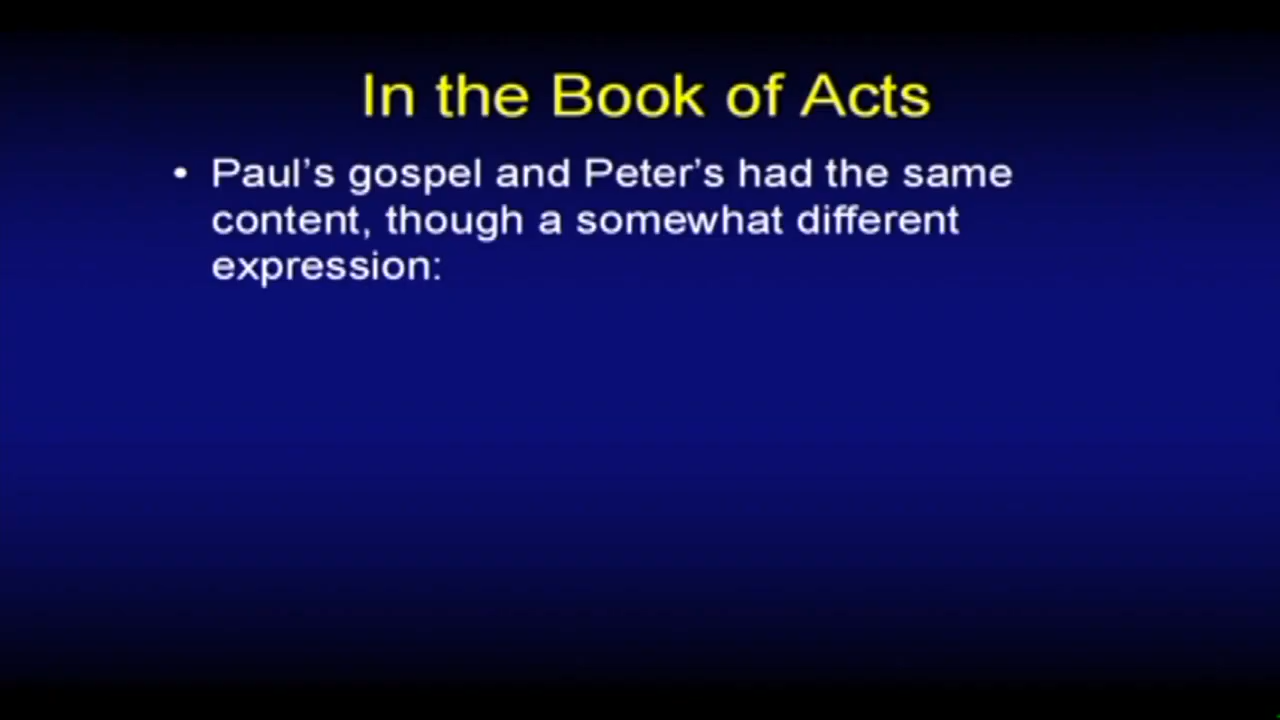 In the Book of Acts
• Paul’s gospel and Peter’s had the same
content, though a somewhat different
expression: